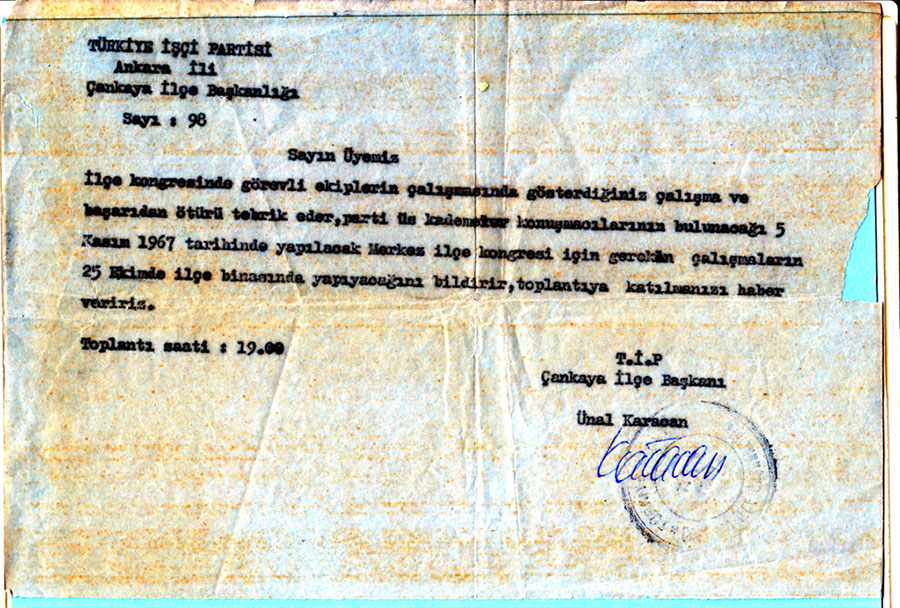 TÜRKİYE İŞÇİ PARTİSİ
Ankara İli
Çankaya İlçe Başkanlığı
Sayı : 98
Sayın Üyemiz
İlçe kongresinde görevli ekiplerin çalışmasında gösterdiğiniz çalışma ve
başarıdan ötürü tebrik eder,parti üs konuşmacılarının bulunacağı 5
Kasım 1967 tarihinde yapılacak Merkez ilçe kongresi için gereken çalışmaların
25 Ekimde ilçe binasında yapıyacağını bildirir,toplantıya katılmanızı haber
veririz.
Toplantı saati : 19.00
T.İ.P
Çankaya İlçe Başkanı
Ünal Karacan
Karacan